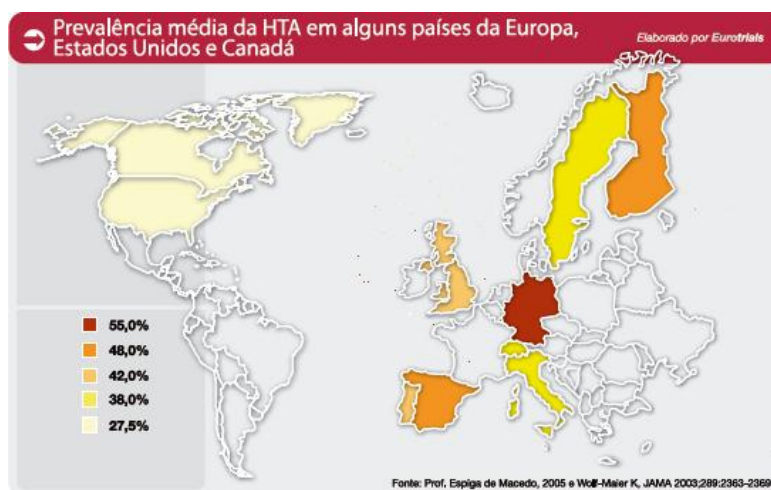 Prevalência média da HTA em alguns países da Europa,
Estados Unidos e Canadá
Elaborado por Eurotrials
55,0%
48,0%
42,0%
38,0%
27,5%
Fonte: Prof. Espiga de Macedo, 2005 e Wolf-Maier K, JAMA 2003;289:2363-2369